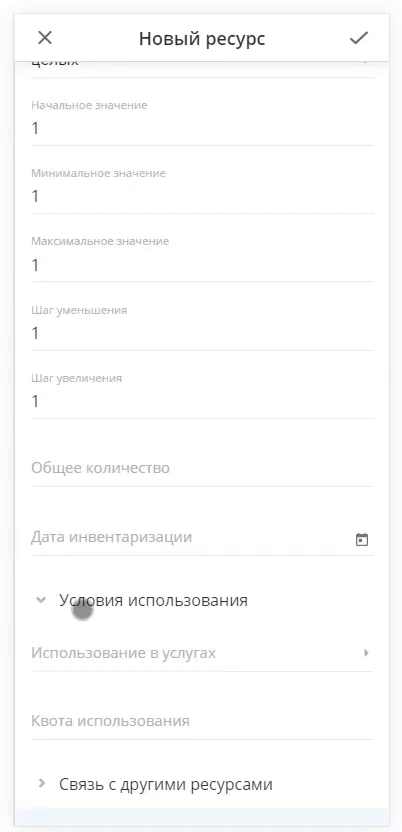 Новый ресурс
целых
Начальное значение
1
Минимальное значение
1
Максимальное значение
1
Шаг уменьшения
1
Шаг увеличения
1
Общее количество
Дата инвентаризации
Условия использования
Использование в услугах
Квота использования
Связь с другими ресурсами